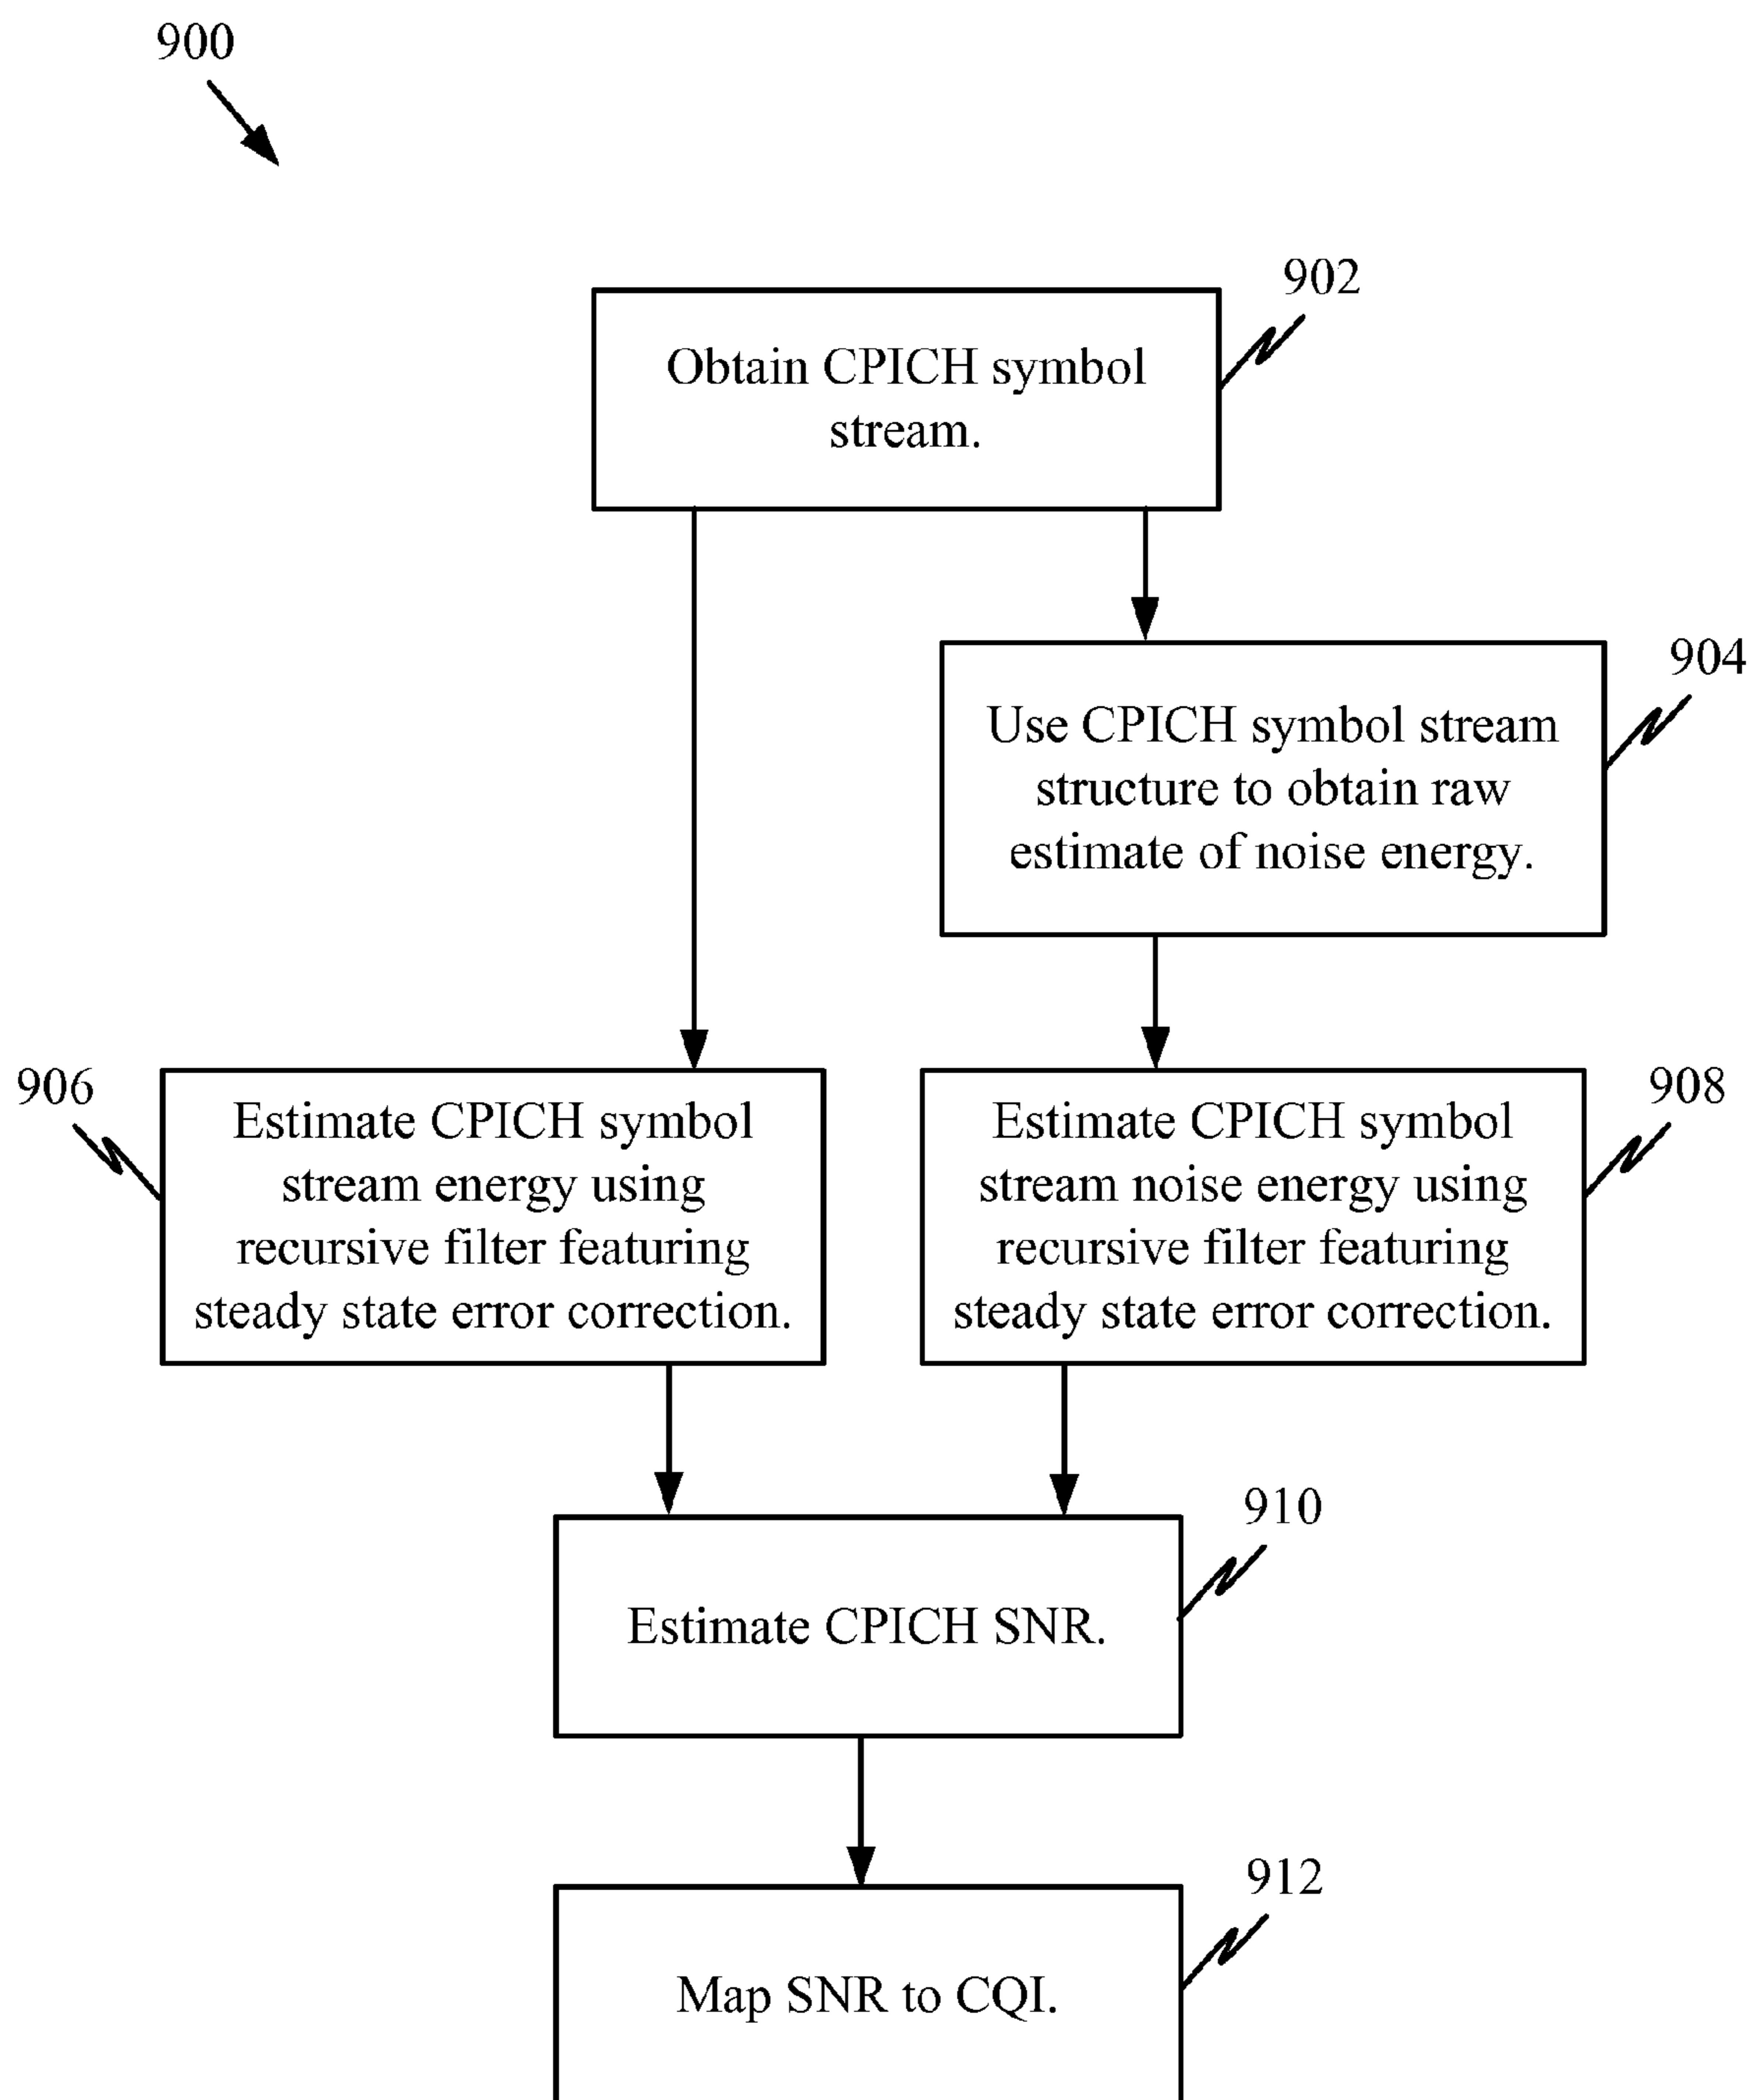 900
902
Obtain CPICH symbol
stream.
904
Use CPICH symbol stream
structure to obtain raw
estimate of noise energy.
906
Estimate CPICH symbol
stream energy using
recursive filter featuring
steady state error correction.
908
Estimate CPICH symbol
stream noise energy using
recursive filter featuring
steady state error correction.
910
Estimate CPICH SNR.
912
Map SNR to CQI.